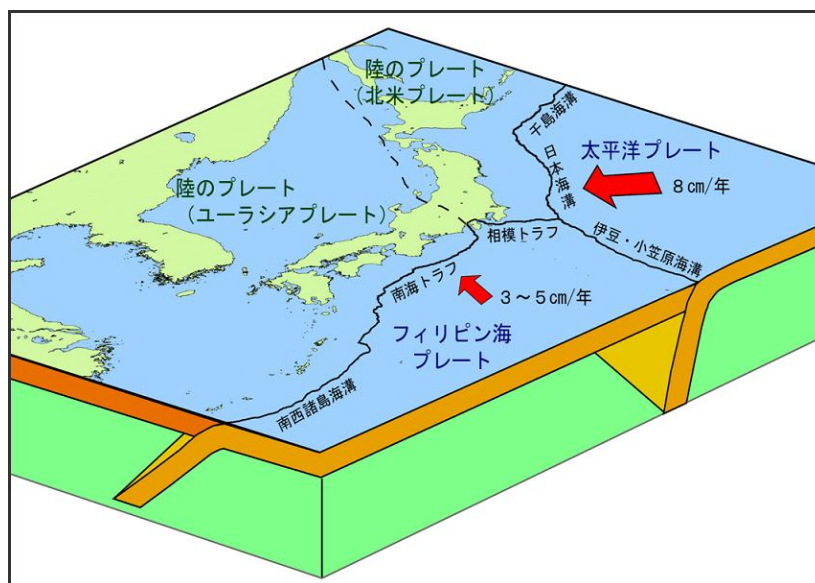 陸のプレート
（北米プレート）
千島海溝
日本海溝
太平洋プレート
8㎝/年
陸のプレート
（ユーラシアプレート）
相模トラフ
伊豆・小笠原海溝
南海トラフ
3～5㎝/年
フィリピン海
プレート
南西諸島海溝